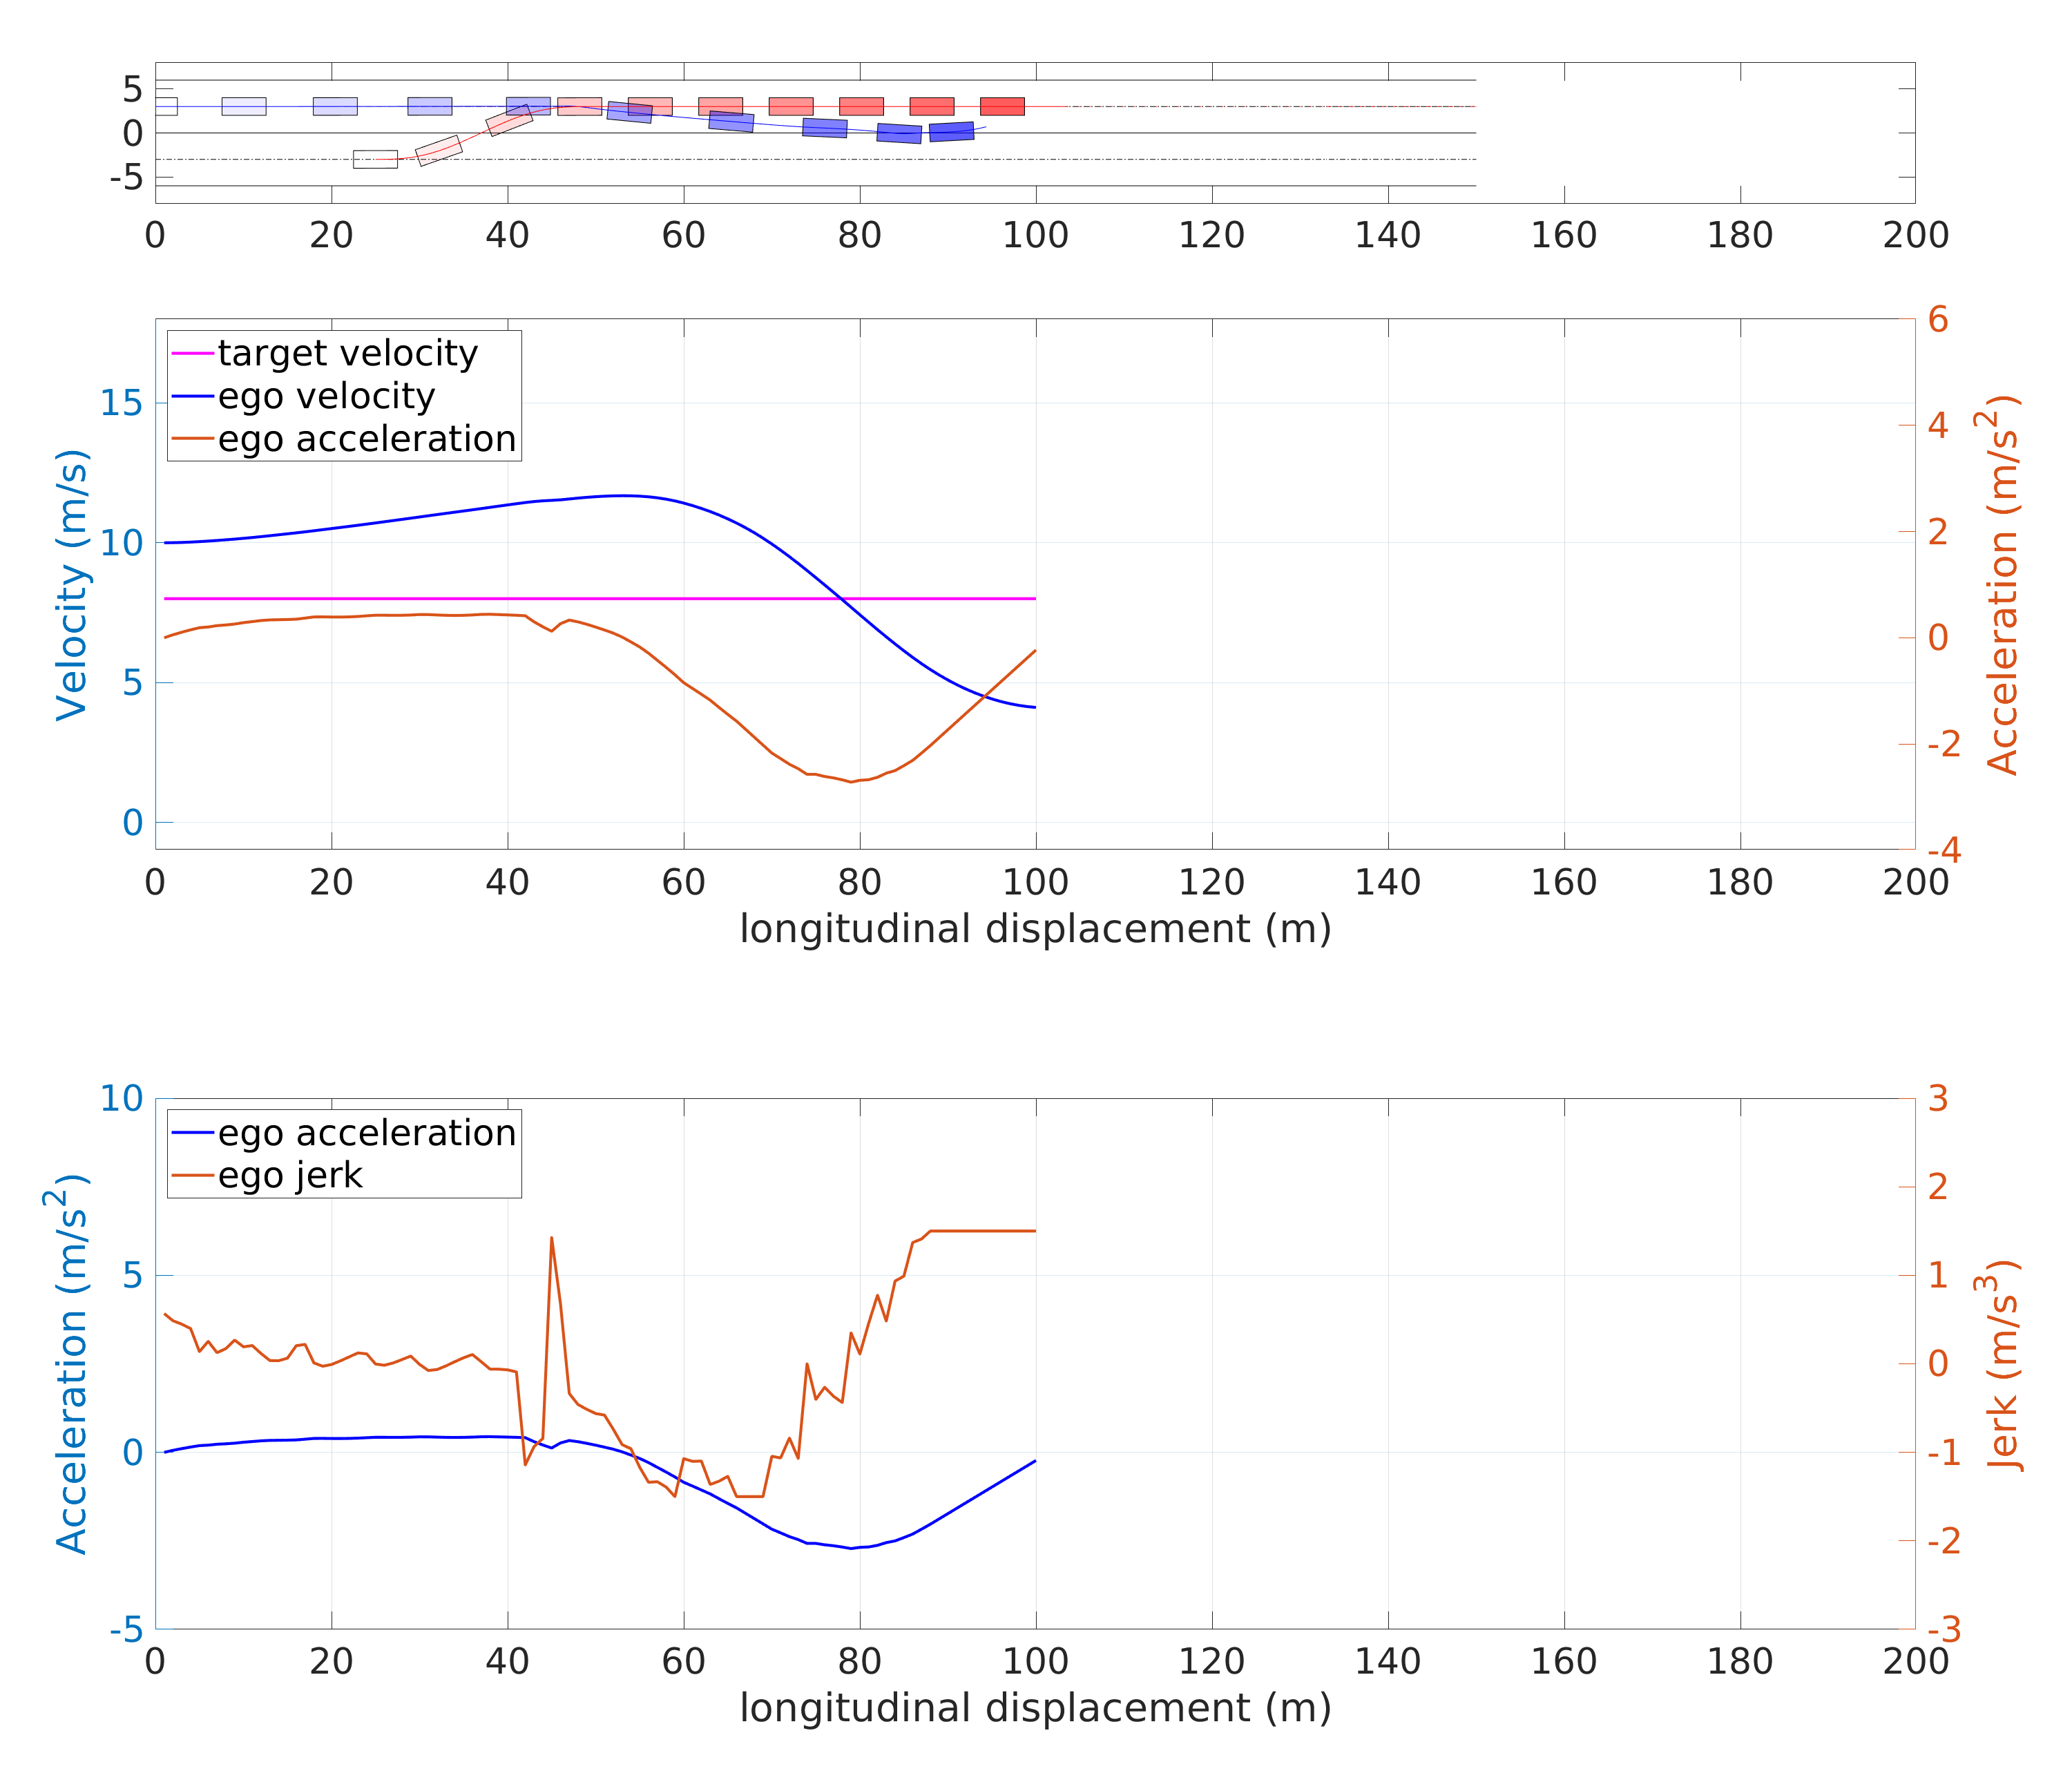 5
0
-5
0 20 40 60 80 100 120 140 160 180 200
target velocity
ego velocity
ego acceleration
Velocity (m/s)
15
10
5
0
6
4
2
0
-2
-4
Acceleration (m/s²)
0 20 40 60 80 100 120 140 160 180 200
longitudinal displacement (m)
ego acceleration
ego jerk
Acceleration (m/s²)
10
5
0
-5
3
2
1
0
-1
-2
-3
Jerk (m/s³)
0 20 40 60 80 100 120 140 160 180 200
longitudinal displacement (m)